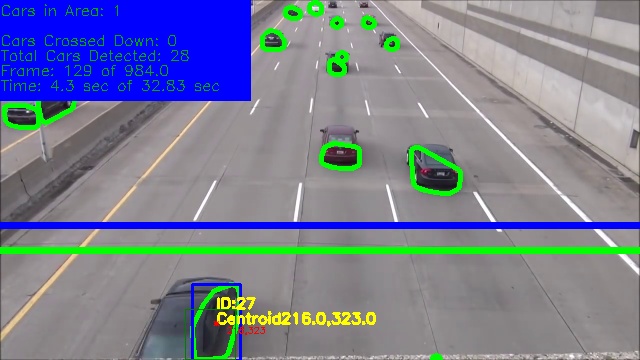 Cars in Area: 1
Cars Crossed Down: 0
Total Cars Detected: 28
Frame: 129 of 984.0
Time: 4.3 sec of 32.83 sec
ID:27
Centroid216.0,323.0